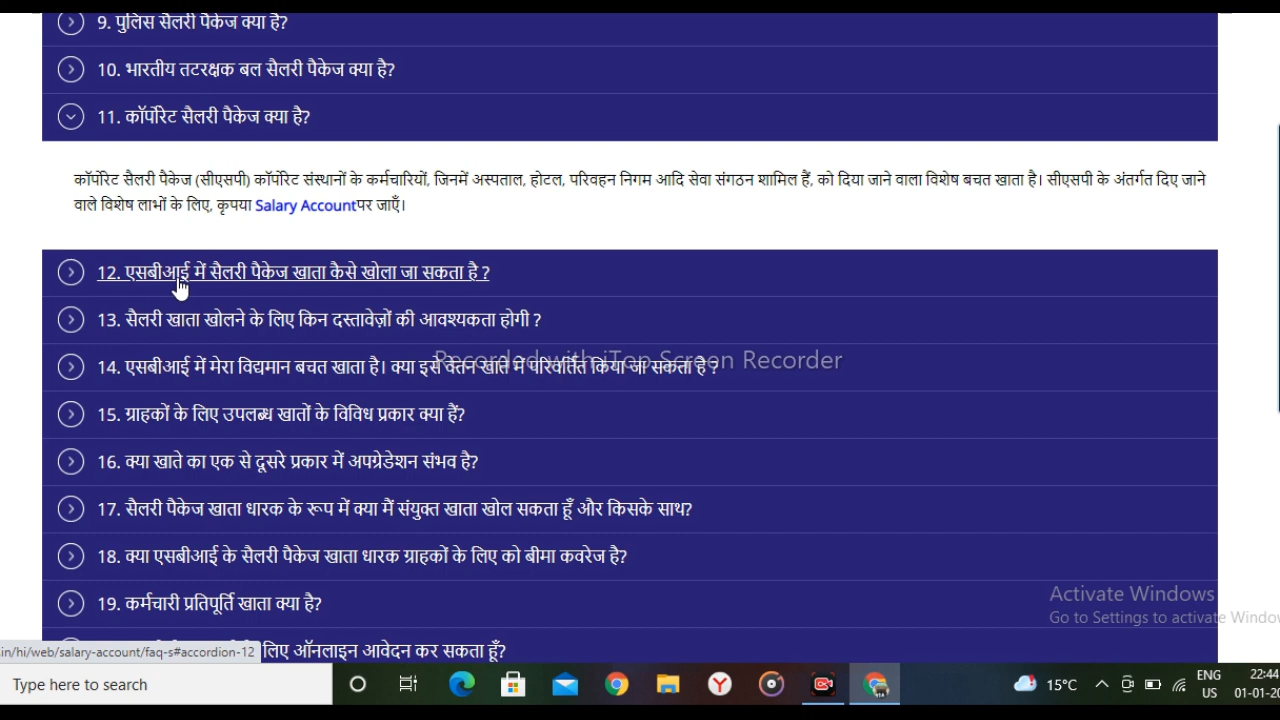 9. पुलिस सैलरी पैकेज क्या है?
10. भारतीय तटरक्षक बल सैलरी पैकेज क्या है?
11. कॉर्पोरेट सैलरी पैकेज क्या है?
कॉर्पोरेट सैलरी पैकेज (सीएसपी) कॉर्पोरेट संस्थानों के कर्मचारियों, जिनमें अस्पताल, होटल, परिवहन निगम आदि सेवा संगठन शामिल हैं, को दिया जाने वाला विशेष बचत खाता है। सीएसपी के अंतर्गत दिए जाने
वाले विशेष लाभों के लिए, कृपया Salary Accountपर जाएँ।
12. एसबीआई में सैलरी पैकेज खाता कैसे खोला जा सकता है ?
13. सैलरी खाता खोलने के लिए किन दस्तावेज़ों की आवश्यकता होगी ?
14. एसबीआई में मेरा विद्यमान बचत खाता है। क्या इसे वेतन खाते में परिवर्तित किया जा सकता है ?
Recorded with iTop Screen Recorder
15. ग्राहकों के लिए उपलब्ध खातों के विविध प्रकार क्या हैं?
16. क्या खाते का एक से दूसरे प्रकार में अपग्रेडेशन संभव है?
17. सैलरी पैकेज खाता धारक के रूप में क्या मैं संयुक्त खाता खोल सकता हूँ और किसके साथ?
18. क्या एसबीआई के सैलरी पैकेज खाता धारक ग्राहकों के लिए को बीमा कवरेज है?
19. कर्मचारी प्रतिपूर्ति खाता क्या है?
Activate Windows
Go to Settings to activate Windo
in/hi/web/salary-account/faq-s#accordion-12
लिए ऑनलाइन आवेदन कर सकता हूँ?
Type here to search
15°C
ENG
US
22:44
01-01-20